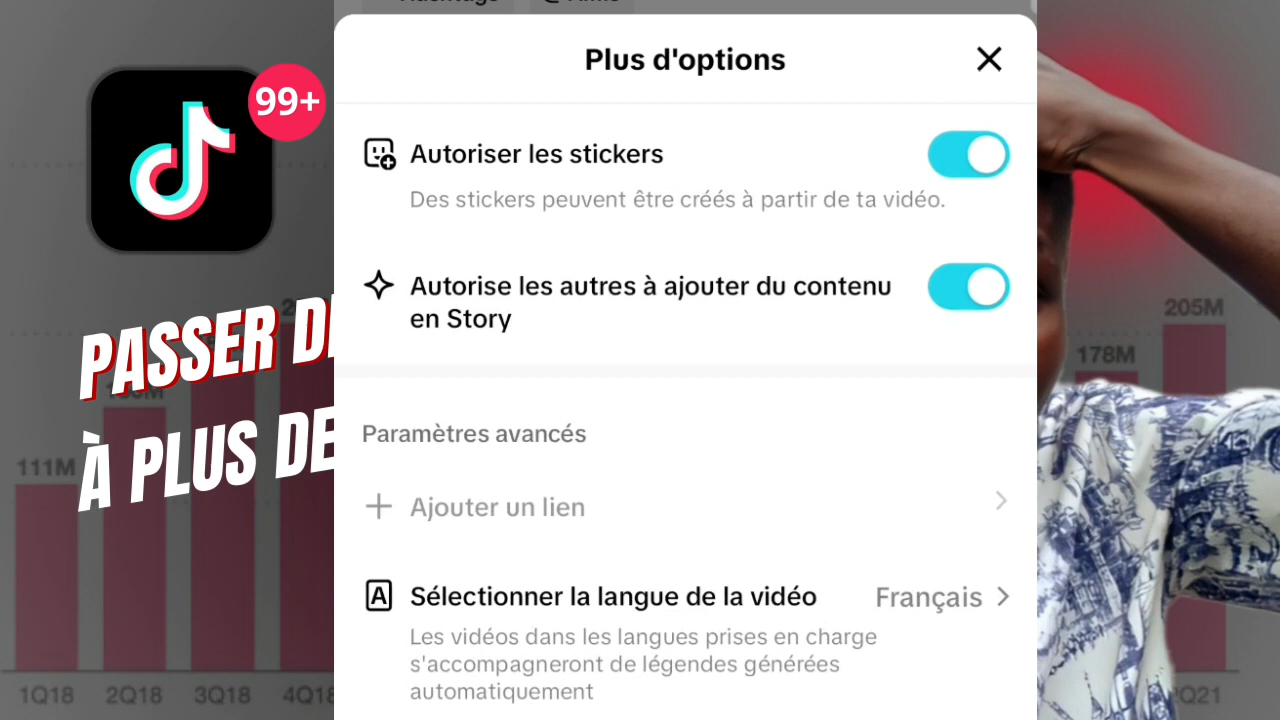 Plus d'options
99+
Autoriser les stickers
Des stickers peuvent être créés à partir de ta vidéo.
Autorise les autres à ajouter du contenu
en Story
PASSER
À PLUS DE
205M
178M
111M
Paramètres avancés
Ajouter un lien
Sélectionner la langue de la vidéo
Français
Les vidéos dans les langues prises en charge
s'accompagneront de légendes générées
automatiquement
1Q18 2Q18 3Q18 4Q18
2Q21